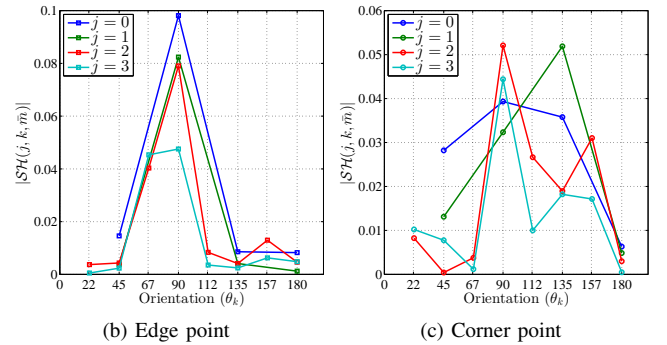 0.1
0.08
0.06
0.04
0.02
0
|SH(j, k, m̄)|
j = 0
j = 1
j = 2
j = 3
0 22 45 67 90 111 135 157 180
Orientation (θₖ)
(b) Edge point
0.06
0.05
0.04
0.03
0.02
0.01
0
|SH(j, k, m̄)|
j = 0
j = 1
j = 2
j = 3
0 22 45 67 90 111 135 157 180
Orientation (θₖ)
(c) Corner point